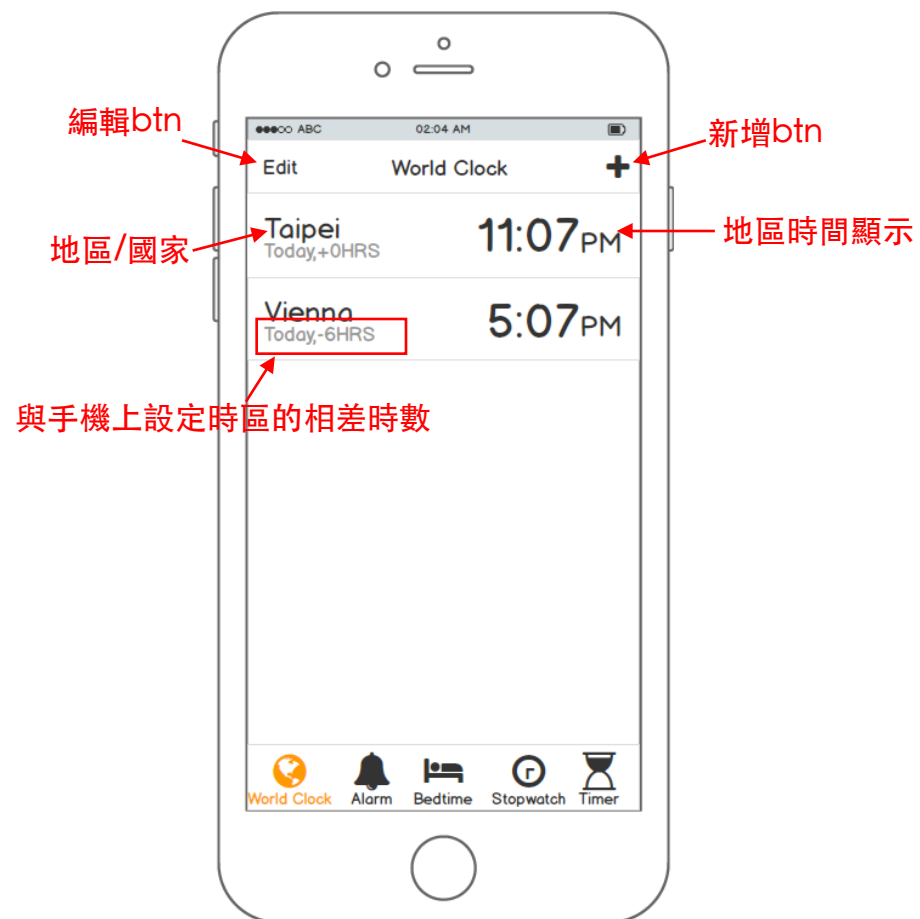 編輯btn
新增btn
ABC 02:04 AM
Edit World Clock
地區/國家
Taipei 11:07PM
Today,+0HRS
地區時間顯示
Vienna 5:07PM
Today,-6HRS
與手機上設定時區的相差時數
World Clock Alarm Bedtime Stopwatch Timer